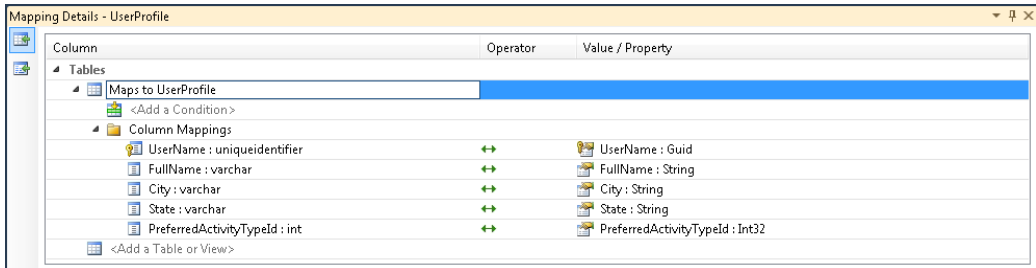 Mapping Details - UserProfile
Column Operator Value / Property
Tables
Maps to UserProfile
<Add a Condition>
Column Mappings
UserName : uniqueidentifier UserName : Guid
FullName : varchar FullName : String
City : varchar City : String
State : varchar State : String
PreferredActivityTypeId : int PreferredActivityTypeId : Int32
<Add a Table or View>